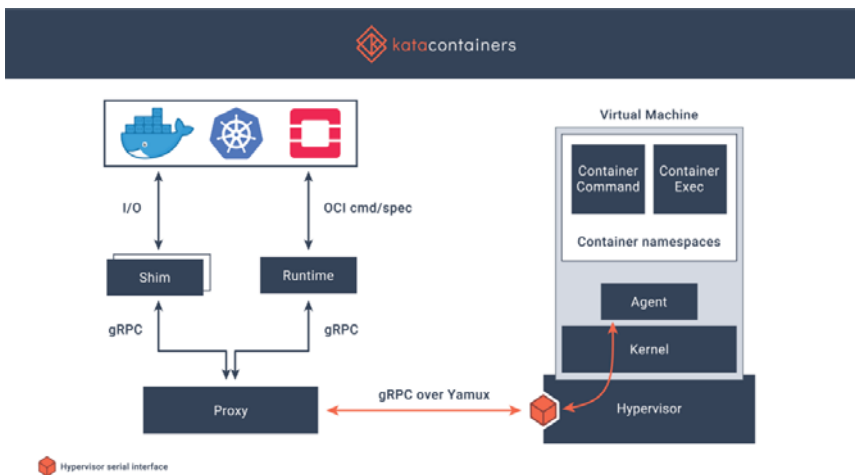 katacontainers
Virtual Machine
Container
Command
Container
Exec
I/O
OCI cmd/spec
Container namespaces
Shim
Runtime
Agent
gRPC
gRPC
Kernel
gRPC over Yamux
Proxy
Hypervisor
Hypervisor serial interface